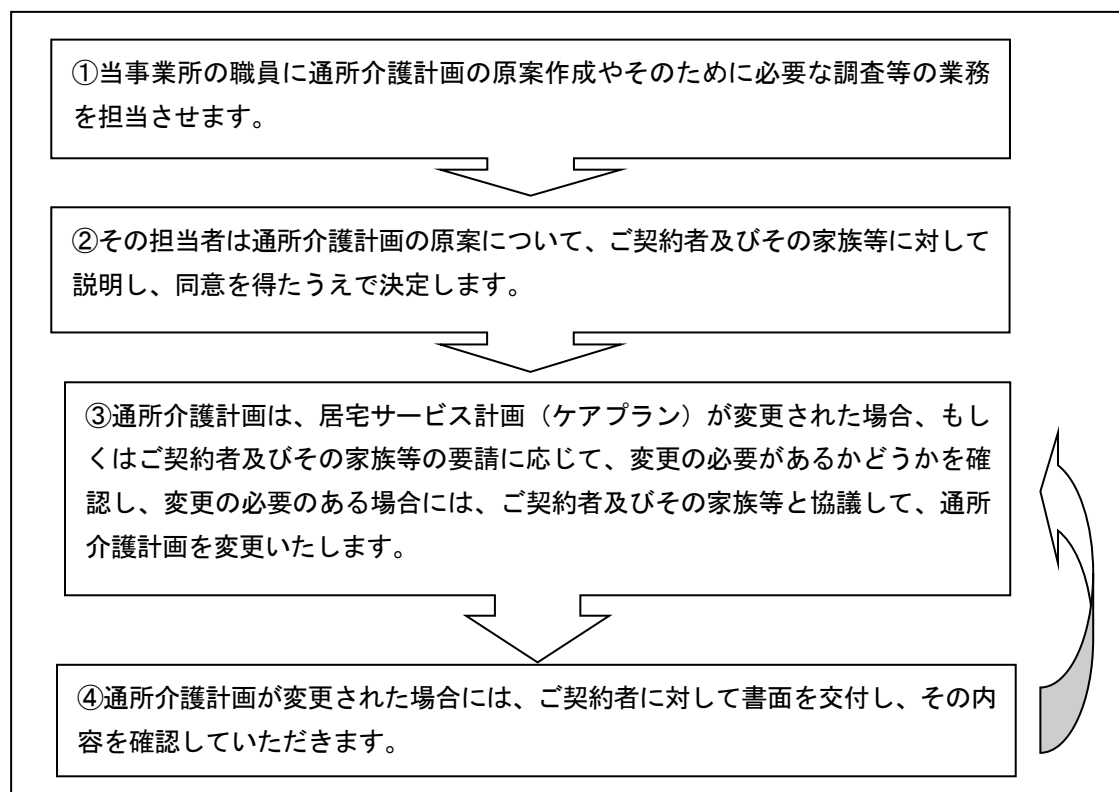 ①当事業所の職員に通所介護計画の原案作成やそのために必要な調査等の業務
を担当させます。
②その担当者は通所介護計画の原案について、ご契約者及びその家族等に対して
説明し、同意を得たうえで決定します。
③通所介護計画は、居宅サービス計画（ケアプラン）が変更された場合、もし
くはご契約者及びその家族等の要請に応じて、変更の必要があるかどうかを確
認し、変更の必要のある場合には、ご契約者及びその家族等と協議して、通所
介護計画を変更いたします。
④通所介護計画が変更された場合には、ご契約者に対して書面を交付し、その内
容を確認していただきます。